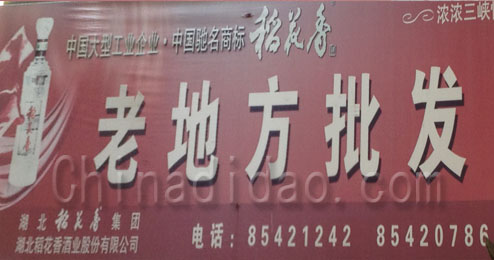 中国大型工业企业·中国驰名商标 稻花香
浓浓三峡
老地方批发
Chinadidao.com
湖北稻花香集团
湖北稻花香酒业股份有限公司
电话：85421242 85420786